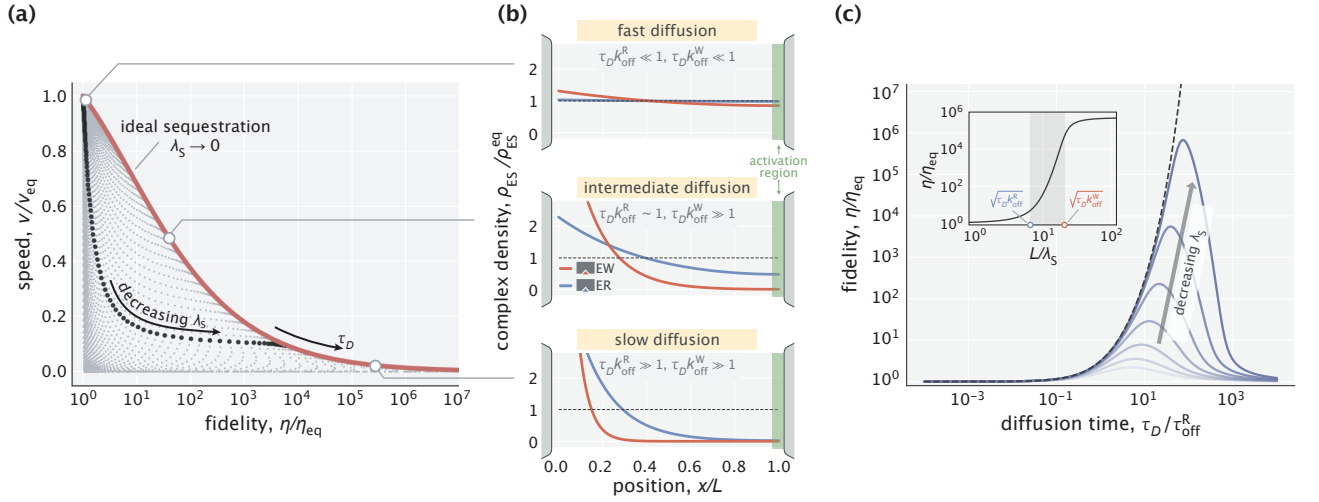 (a)
speed, v/v_eq
1.0
0.8
0.6
0.4
0.2
0.0
ideal sequestration
λ_S → 0
decreasing λ_S
τ_D
10^0
10^1
10^2
10^3
10^4
10^5
10^6
10^7
fidelity, η/η_eq
(b)
complex density, ρ_ES/ρ_ES^eq
fast diffusion
τ_D k_off^R ≪ 1, τ_D k_off^W ≪ 1
2
1
0
activation
region
intermediate diffusion
τ_D k_off^R ~ 1, τ_D k_off^W ≫ 1
2
1
0
EW
ER
slow diffusion
τ_D k_off^R ≫ 1, τ_D k_off^W ≫ 1
2
1
0
0.0 0.2 0.4 0.6 0.8 1.0
position, x/L
(c)
fidelity, η/η_eq
10^7
10^6
10^5
10^4
10^3
10^2
10^1
10^0
η/η_eq
10^6
10^4
10^2
10^0
√τ_D k_off^R
√τ_D k_off^W
10^0 10^1 10^2
L/λ_S
decreasing λ_S
10^−3 10^−1 10^1 10^3
diffusion time, τ_D/τ_off^R